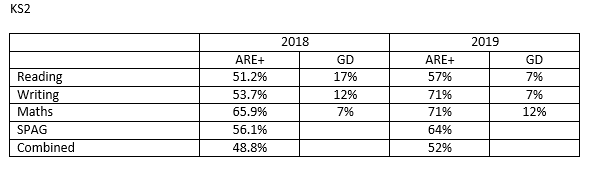 KS2
2018 2019
ARE+ GD ARE+ GD
Reading 51.2% 17% 57% 7%
Writing 53.7% 12% 71% 7%
Maths 65.9% 7% 71% 12%
SPAG 56.1% 64%
Combined 48.8% 52%